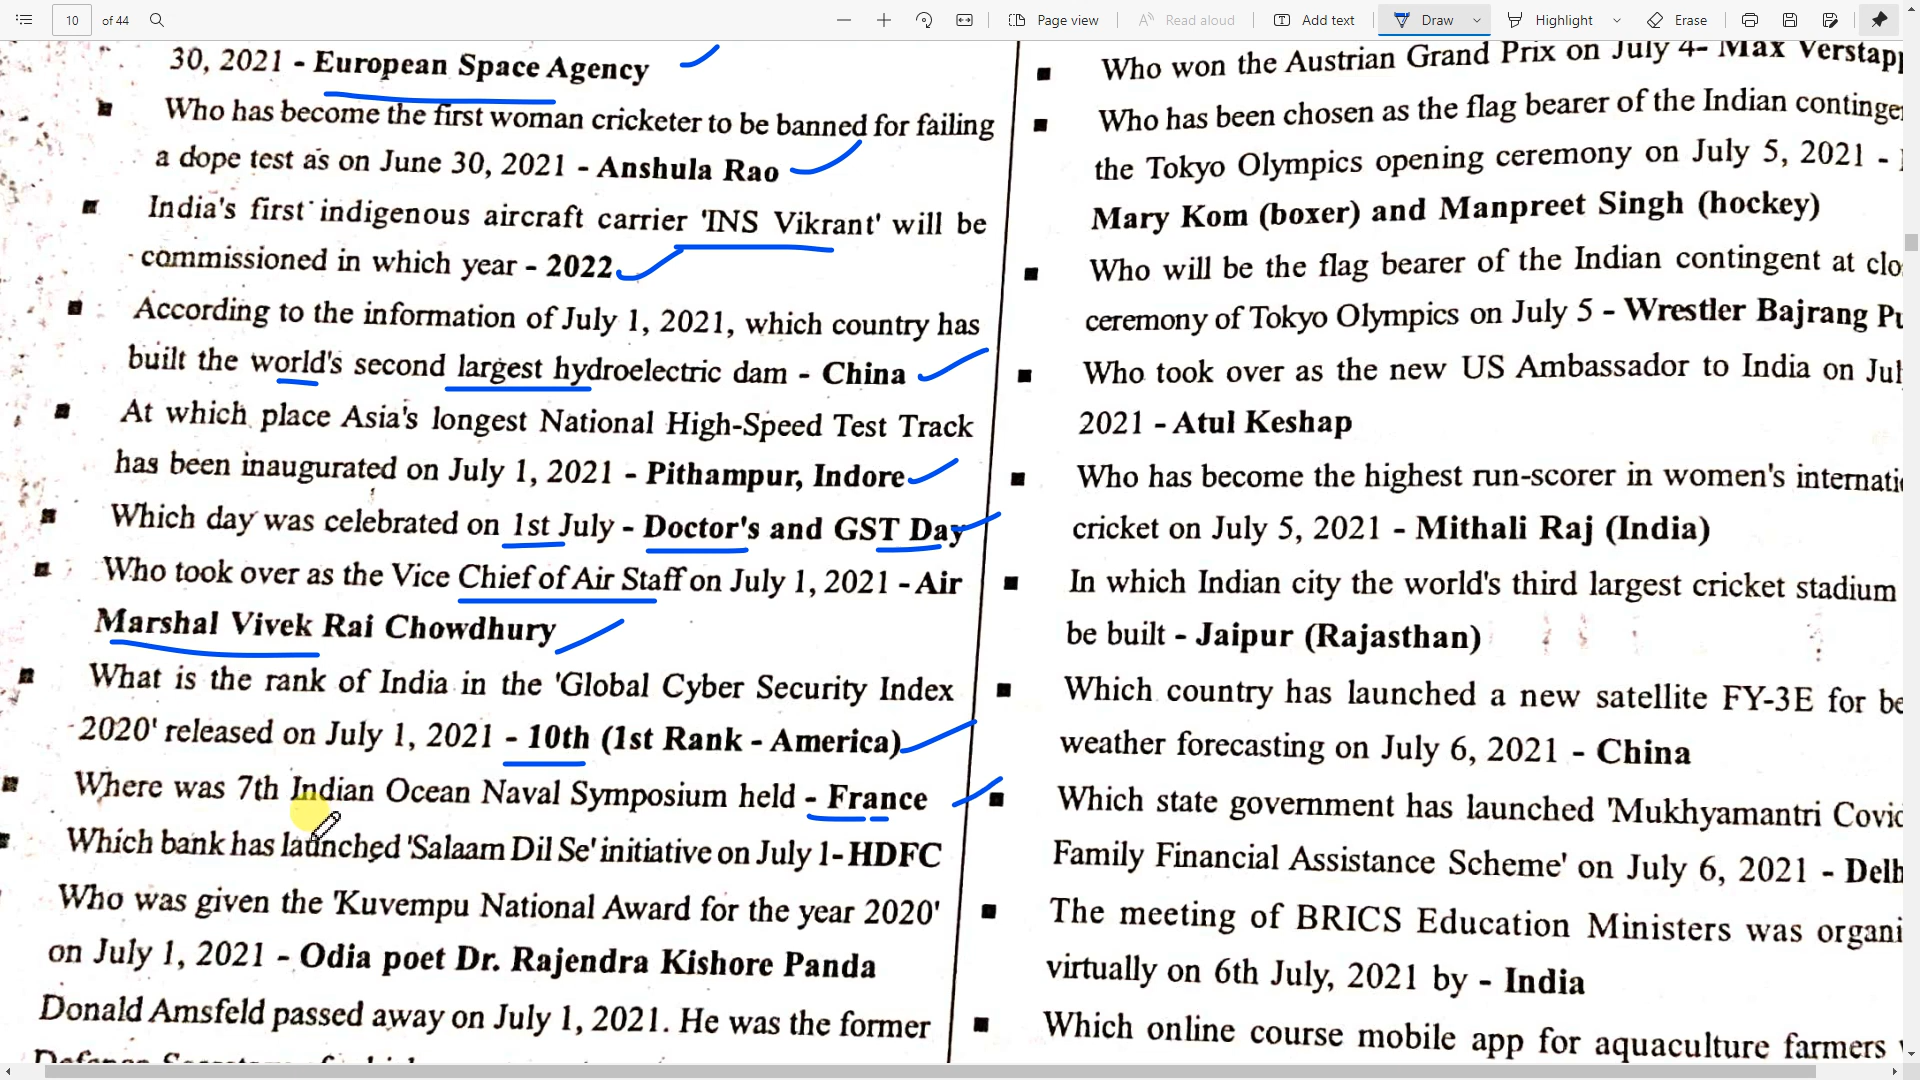 10 of 44
Page view
Read aloud
Add text
Draw
Highlight
Erase
30, 2021 - European Space Agency
Who has become the first woman cricketer to be banned for failing
a dope test as on June 30, 2021 - Anshula Rao
India's first indigenous aircraft carrier 'INS Vikrant' will be
commissioned in which year - 2022
According to the information of July 1, 2021, which country has
built the world's second largest hydroelectric dam - China
At which place Asia's longest National High-Speed Test Track
has been inaugurated on July 1, 2021 - Pithampur, Indore
Which day was celebrated on 1st July - Doctor's and GST Day
Who took over as the Vice Chief of Air Staff on July 1, 2021 - Air
Marshal Vivek Rai Chowdhury
What is the rank of India in the 'Global Cyber Security Index
2020' released on July 1, 2021 - 10th (1st Rank - America)
Where was 7th Indian Ocean Naval Symposium held - France
Which bank has launched 'Salaam Dil Se' initiative on July 1- HDFC
Who was given the 'Kuvempu National Award for the year 2020'
on July 1, 2021 - Odia poet Dr. Rajendra Kishore Panda
Donald Amsfeld passed away on July 1, 2021. He was the former
Who won the Austrian Grand Prix on July 4- Max
Who has been chosen as the flag bearer of the Indian
the Tokyo Olympics opening ceremony on July 5, 2021 -
Mary Kom (boxer) and Manpreet Singh (hockey)
Who will be the flag bearer of the Indian contingent at
ceremony of Tokyo Olympics on July 5 - Wrestler Bajrang
Who took over as the new US Ambassador to India on
2021 - Atul Keshap
Who has become the highest run-scorer in women's
cricket on July 5, 2021 - Mithali Raj (India)
In which Indian city the world's third largest cricket stadium
be built - Jaipur (Rajasthan)
Which country has launched a new satellite FY-3E for
weather forecasting on July 6, 2021 - China
Which state government has launched 'Mukhyamantri
Family Financial Assistance Scheme' on July 6, 2021 -
The meeting of BRICS Education Ministers was
virtually on 6th July, 2021 by - India
Which online course mobile app for aquaculture farmers